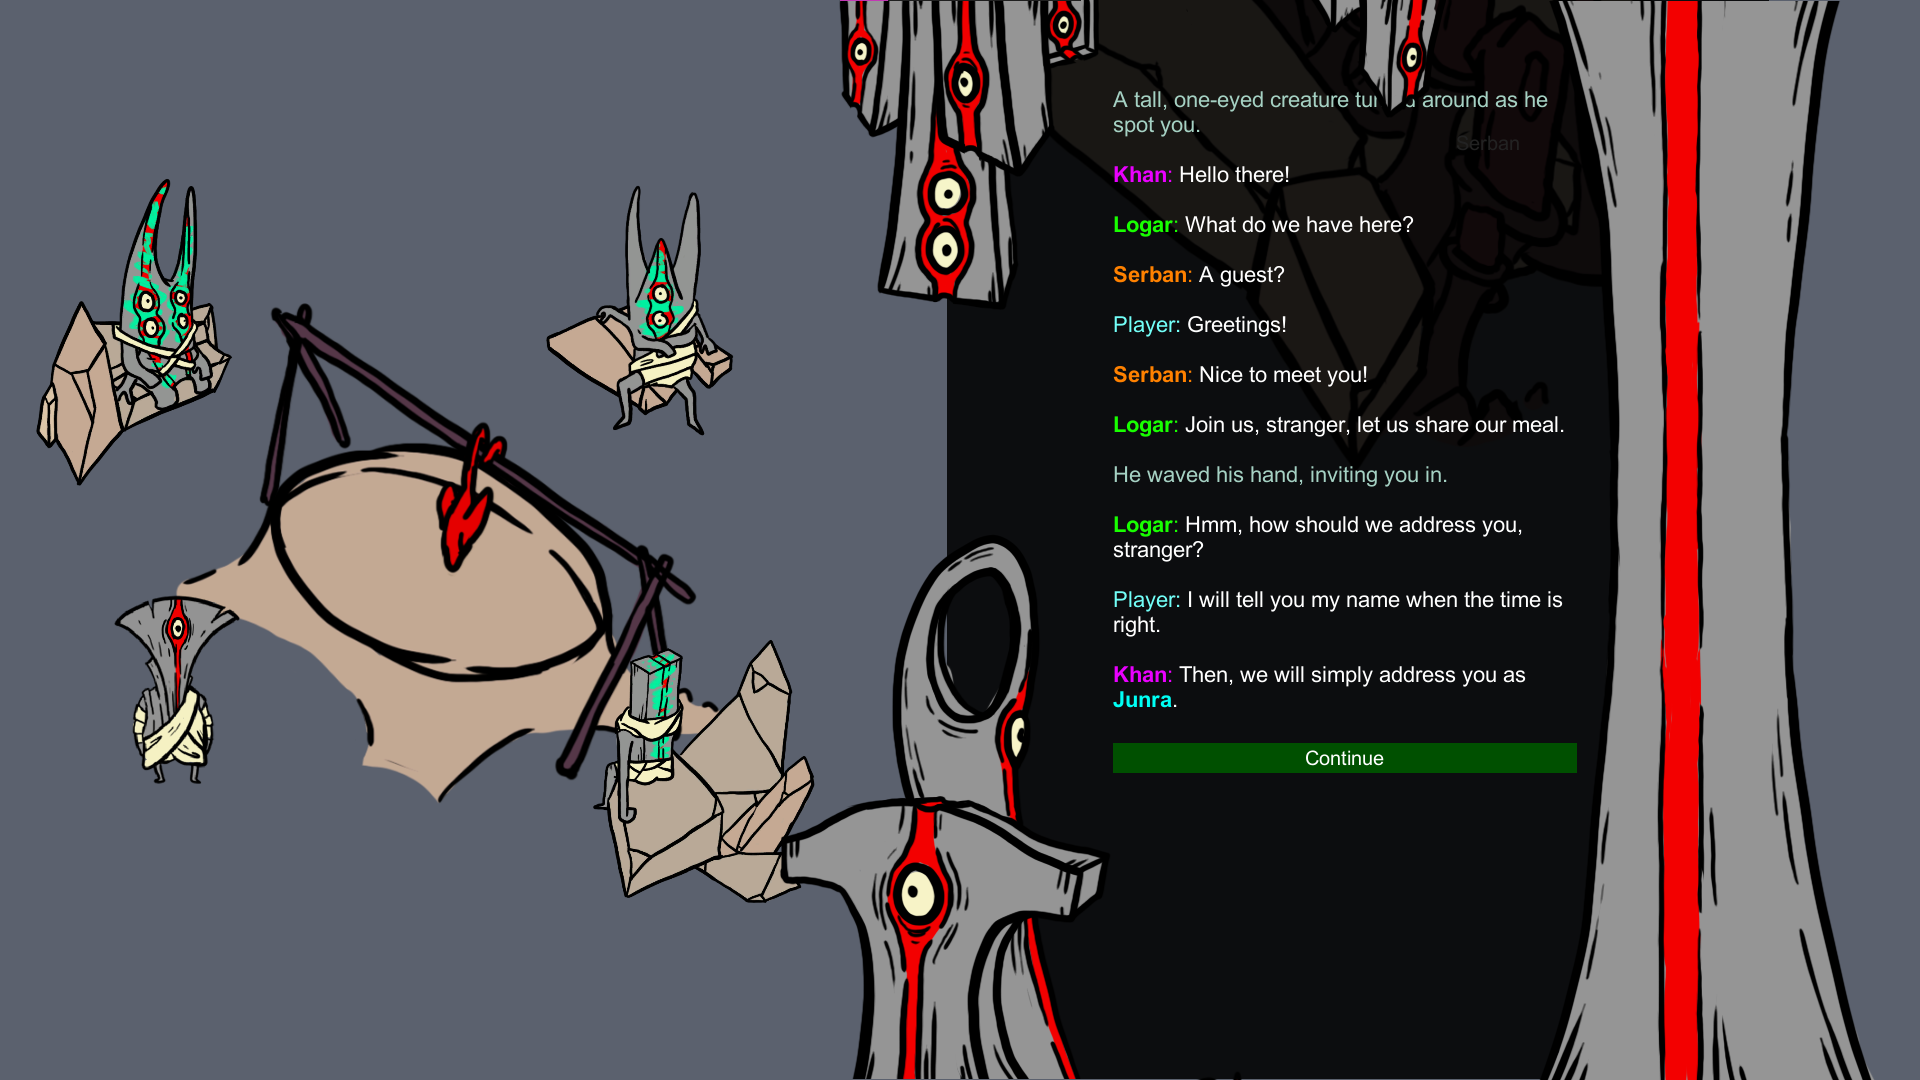 A tall, one-eyed creature around as he
spot you.
Serban
Khan: Hello there!
Logar: What do we have here?
Serban: A guest?
Player: Greetings!
Serban: Nice to meet you!
Logar: Join us, stranger, let us share our meal.
He waved his hand, inviting you in.
Logar: Hmm, how should we address you,
stranger?
Player: I will tell you my name when the time is
right.
Khan: Then, we will simply address you as
Junra.
Continue